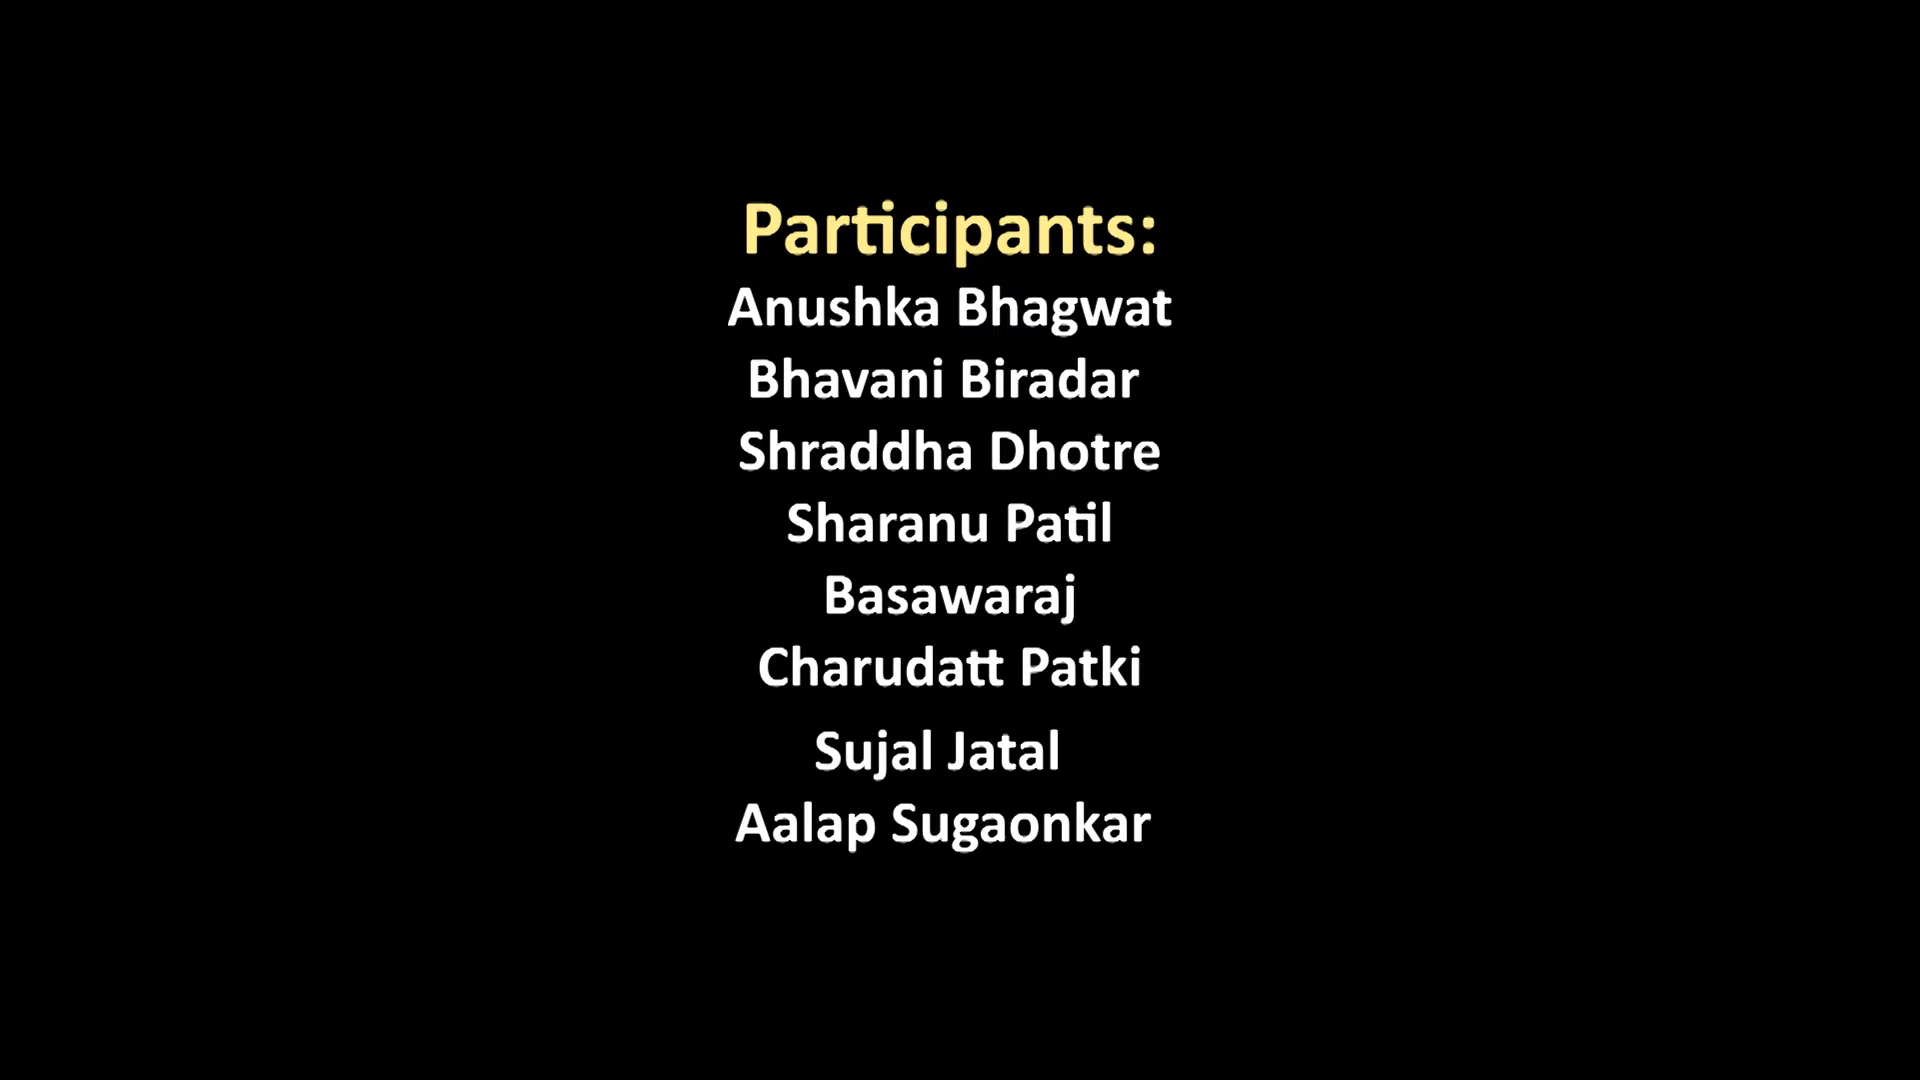 Participants:
Anushka Bhagwat
Bhavani Biradar
Shraddha Dhotre
Sharanu Patil
Basawaraj
Charudatt Patki
Sujal Jatal
Aalap Sugaonkar